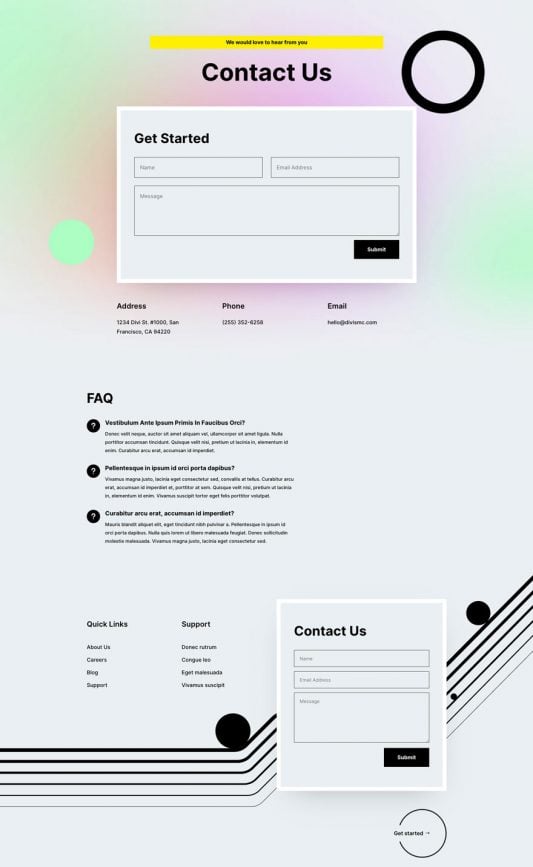 We would love to hear from you
Contact Us
Get Started
Name
Email Address
Message
Submit
Address
Phone
Email
1234 Divi St. #1000, San
Francisco, CA 94220
(255) 352-6258
hello@divismc.com
FAQ
?
Vestibulum Ante Ipsum Primis In Faucibus Orci?
Donec velit neque, auctor sit amet aliquam vel, ullamcorper sit amet ligula. Nulla
porttitor accumsan tincidunt. Quisque velit nisi, pretium ut lacinia in, elementum id
enim. Curabitur arcu erat, accumsan id imperdiet.
?
Pellentesque in ipsum id orci porta dapibus?
Vivamus magna justo, lacinia eget consectetur sed, convallis at tellus. Curabitur arcu
erat, accumsan id imperdiet et, porttitor at sem. Quisque velit nisi, pretium ut lacinia
in, elementum id enim. Vivamus suscipit tortor eget felis porttitor volutpat.
?
Curabitur arcu erat, accumsan id imperdiet?
Mauris blandit aliquet elit, eget tincidunt nibh pulvinar a. Pellentesque in ipsum id
orci porta dapibus. Nulla quis lorem ut libero malesuada feugiat. Donec sollicitudin
molestie malesuada. Vivamus magna justo, lacinia eget consectetur sed.
Quick Links
About Us
Careers
Blog
Support
Support
Donec rutrum
Congue leo
Eget malesuada
Vivamus suscipit
Contact Us
Name
Email Address
Message
Submit
Get started →